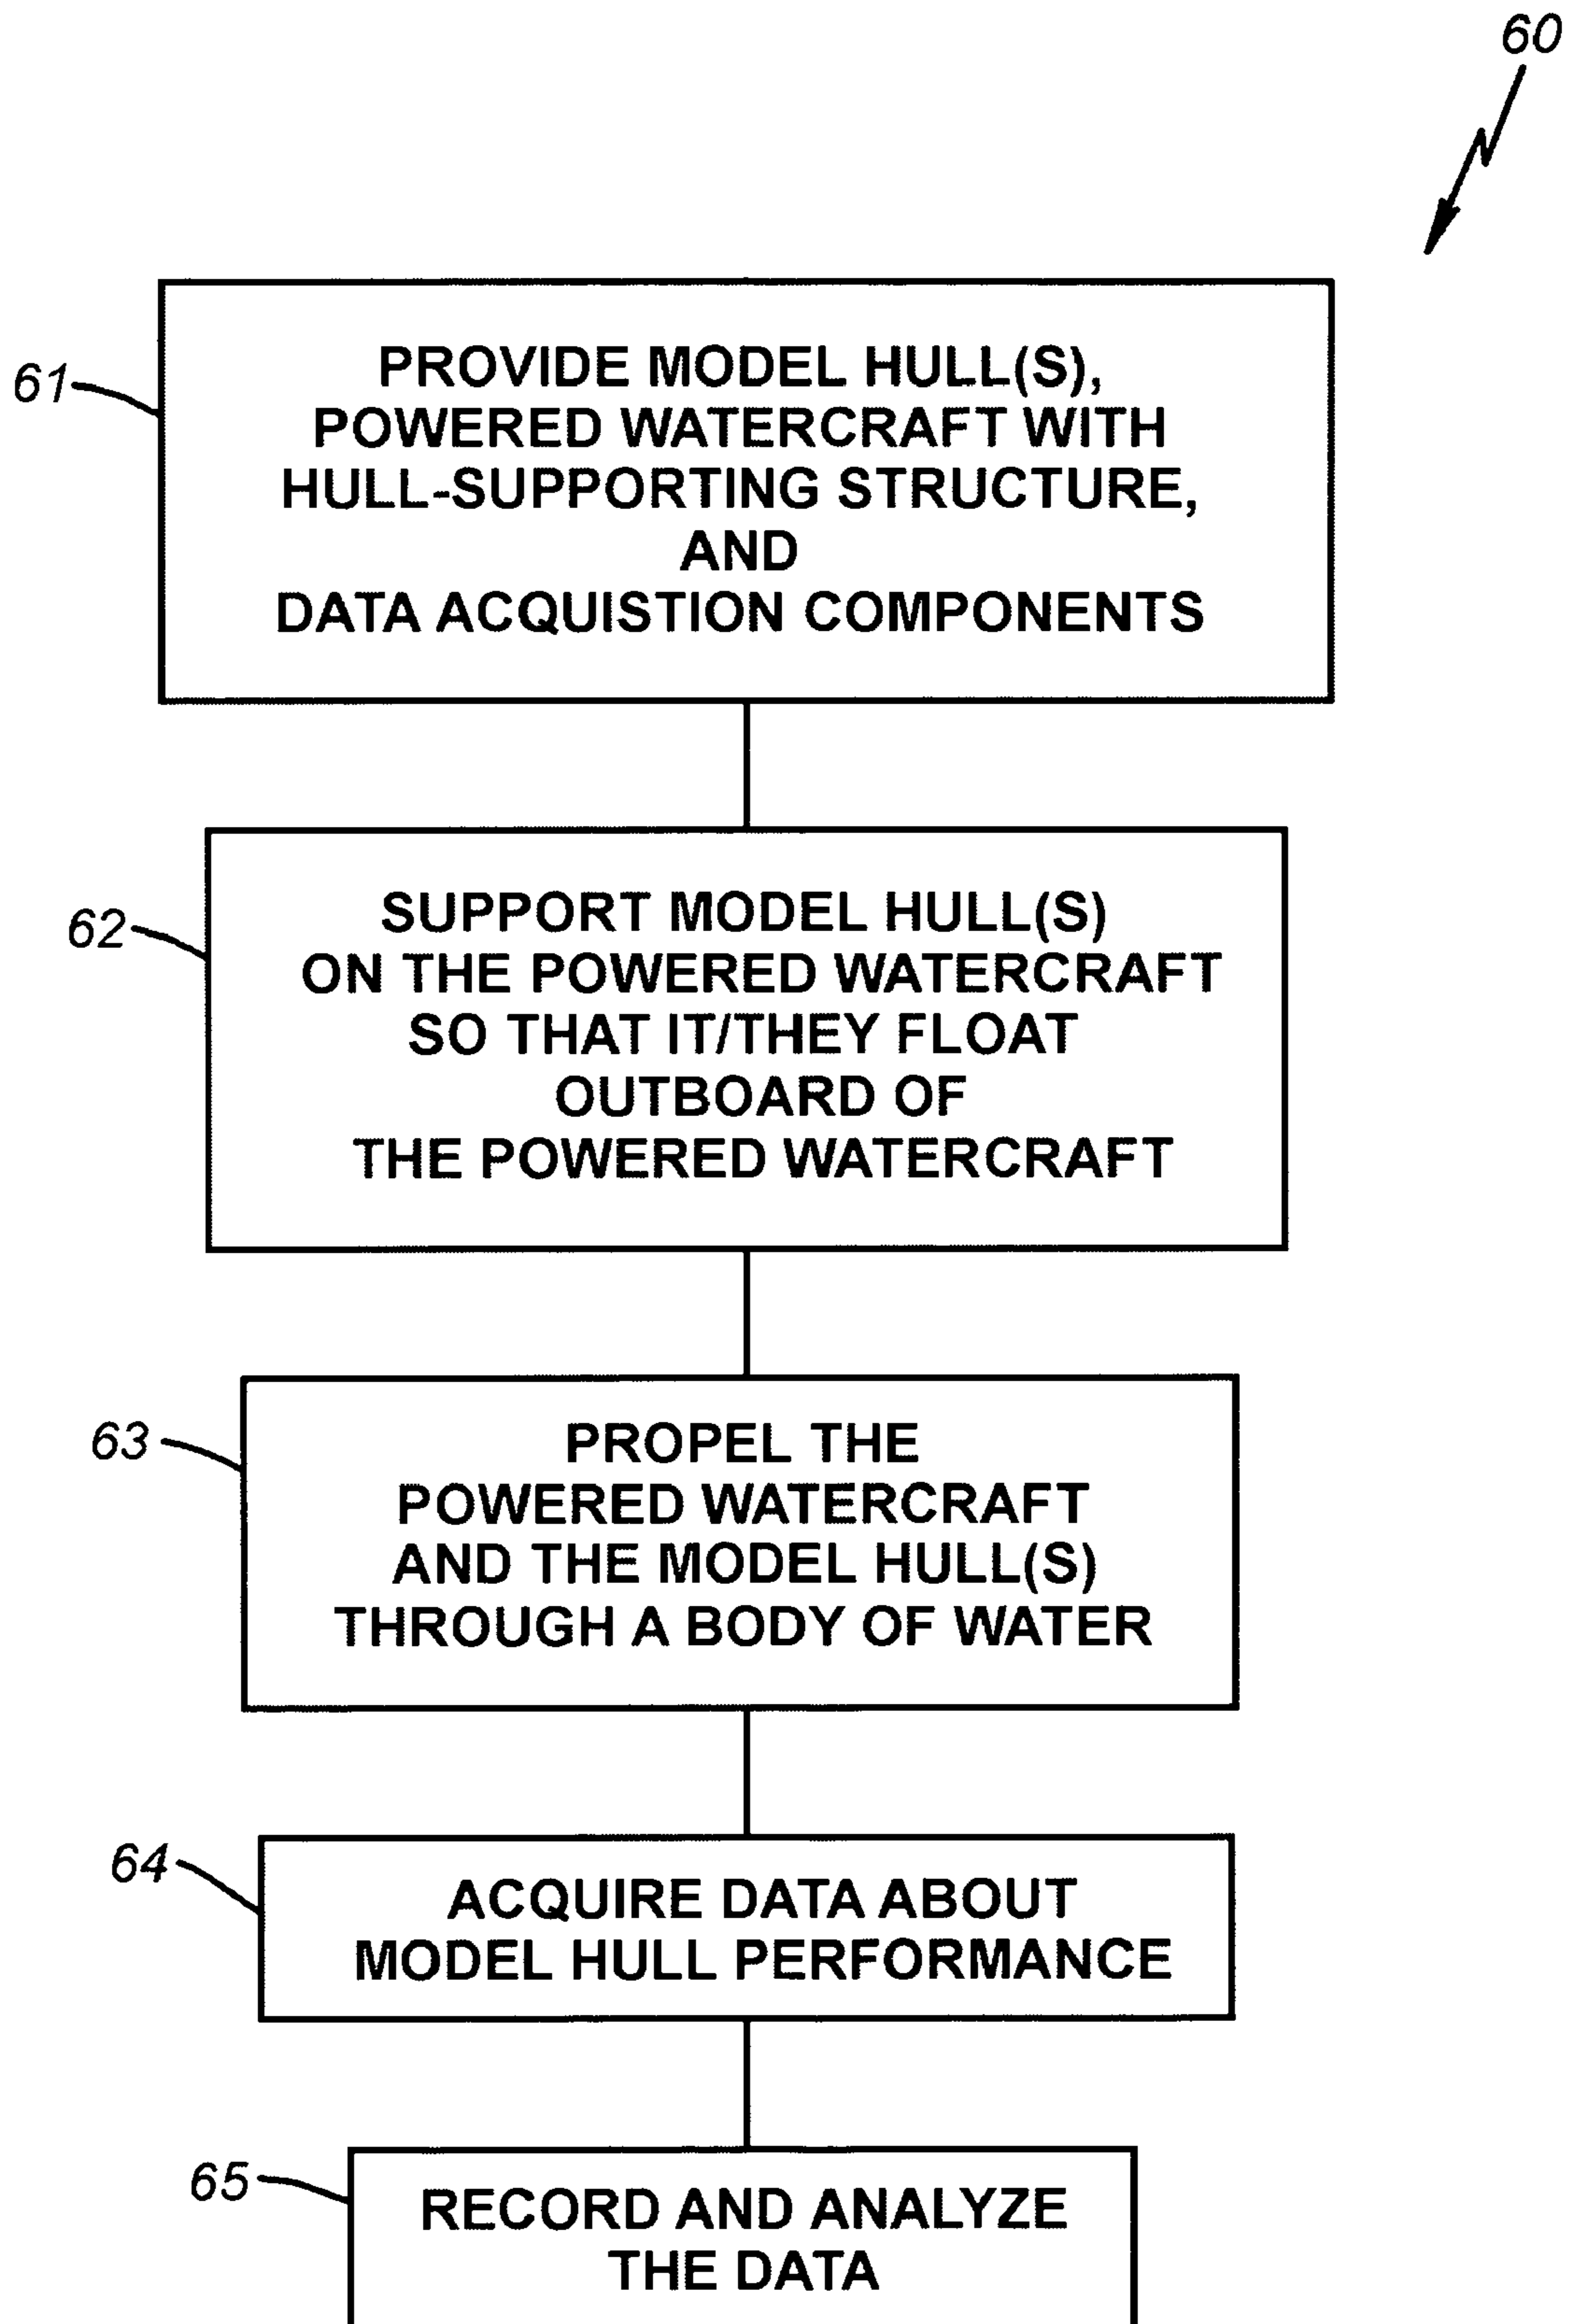 60
61
PROVIDE MODEL HULL(S),
POWERED WATERCRAFT WITH
HULL-SUPPORTING STRUCTURE,
AND
DATA ACQUISTION COMPONENTS
62
SUPPORT MODEL HULL(S)
ON THE POWERED WATERCRAFT
SO THAT IT/THEY FLOAT
OUTBOARD OF
THE POWERED WATERCRAFT
63
PROPEL THE
POWERED WATERCRAFT
AND THE MODEL HULL(S)
THROUGH A BODY OF WATER
64
ACQUIRE DATA ABOUT
MODEL HULL PERFORMANCE
65
RECORD AND ANALYZE
THE DATA